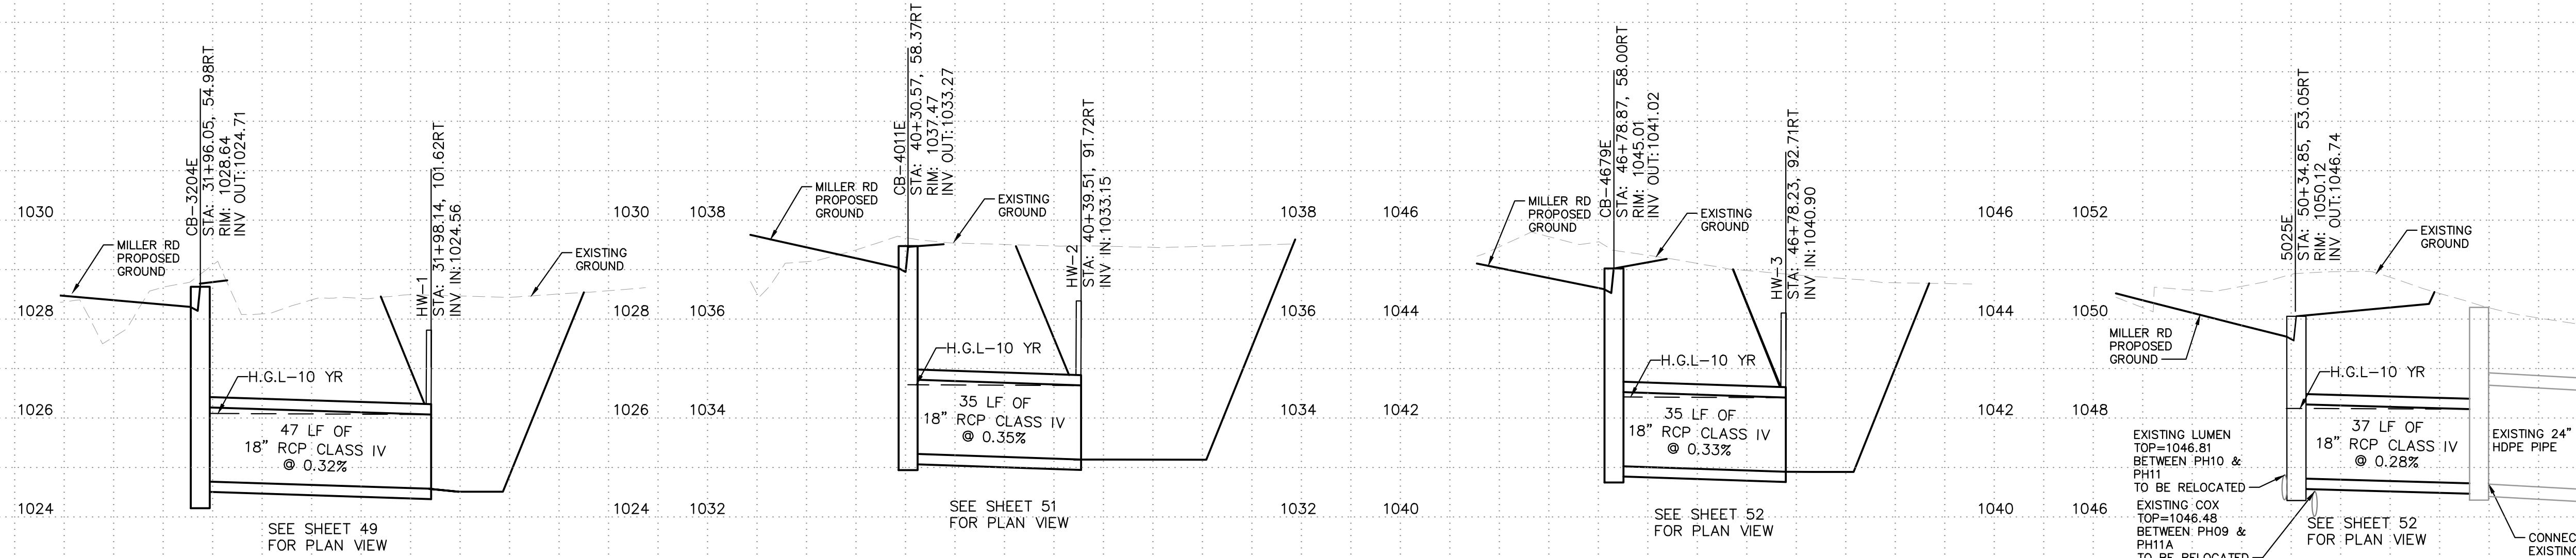 1030
1028
1026
1024
MILLER RD
PROPOSED
GROUND
CB-3204E
STA: 31+96.05, 54.98RT
RIM: 1028.64
INV OUT:1024.71
H.G.L-10 YR
47 LF OF
18" RCP CLASS IV
@ 0.32%
HW-1
STA: 31+98.14, 101.62RT
INV IN:1024.56
EXISTING
GROUND
SEE SHEET 49
FOR PLAN VIEW
1030
1028
1026
1024
1038
1036
1034
1032
MILLER RD
PROPOSED
GROUND
CB-4011E
STA: 40+30.57, 58.37RT
RIM: 1037.47
INV OUT:1033.27
EXISTING
GROUND
H.G.L-10 YR
35 LF OF
18" RCP CLASS IV
@ 0.35%
HW-2
STA: 40+39.51, 91.72RT
INV IN:1033.15
SEE SHEET 51
FOR PLAN VIEW
1038
1036
1034
1032
1046
1044
1042
1040
MILLER RD
PROPOSED
GROUND
CB-4679E
STA: 46+78.87, 58.00RT
RIM: 1045.01
INV OUT:1041.02
EXISTING
GROUND
H.G.L-10 YR
35 LF OF
18" RCP CLASS IV
@ 0.33%
HW-3
STA: 46+78.23, 92.71RT
INV IN:1040.90
SEE SHEET 52
FOR PLAN VIEW
1046
1044
1042
1040
1052
1050
1048
1046
MILLER RD
PROPOSED
GROUND
5025E
STA: 50+34.85, 53.05RT
RIM: 1050.12
INV OUT:1046.74
EXISTING
GROUND
H.G.L-10 YR
37 LF OF
18" RCP CLASS IV
@ 0.28%
EXISTING 24"
HDPE PIPE
EXISTING LUMEN
TOP=1046.81
BETWEEN PH10 &
PH11
TO BE RELOCATED
EXISTING COX
TOP=1046.48
BETWEEN PH09 &
PH11A
TO BE RELOCATED
SEE SHEET 52
FOR PLAN VIEW
CONNEC
EXISTIN